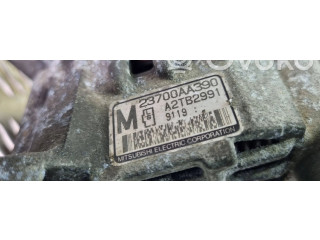 23700AA390
M A2TB2991
9119
MITSUBISHI ELECTRIC CORPORATION